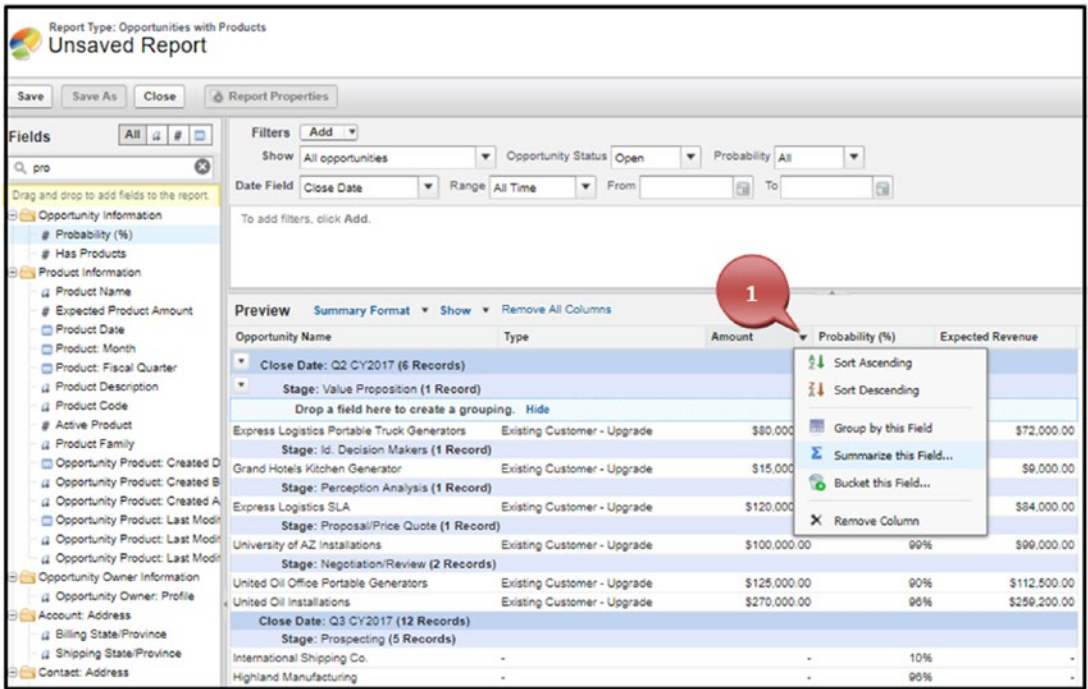 Report Type: Opportunities with Products
Unsaved Report
Save Save As Close Report Properties
Fields All a # 
pro
Drag and drop to add fields to the report.
Opportunity Information
# Probability (%)
# Has Products
Product Information
a Product Name
# Expected Product Amount
Product Date
Product: Month
Product: Fiscal Quarter
a Product Description
a Product Code
# Active Product
a Product Family
Opportunity Product: Created D
a Opportunity Product: Created B
a Opportunity Product: Created A
Opportunity Product: Last Modif
a Opportunity Product: Last Modif
a Opportunity Product: Last Modif
Opportunity Owner Information
a Opportunity Owner: Profile
Account: Address
a Billing State/Province
a Shipping State/Province
Contact: Address
Filters Add
Show All opportunities Opportunity Status Open Probability All
Date Field Close Date Range All Time From To
To add filters, click Add.
1
Preview Summary Format Show Remove All Columns
Opportunity Name Type Amount Probability (%) Expected Revenue
Close Date: Q2 CY2017 (6 Records)
Stage: Value Proposition (1 Record)
Drop a field here to create a grouping. Hide
Express Logistics Portable Truck Generators Existing Customer - Upgrade $80,000 $72,000.00
Stage: Id. Decision Makers (1 Record)
Grand Hotels Kitchen Generator Existing Customer - Upgrade $15,000 $9,000.00
Stage: Perception Analysis (1 Record)
Express Logistics SLA Existing Customer - Upgrade $120,000 $84,000.00
Stage: Proposal/Price Quote (1 Record)
University of AZ Installations Existing Customer - Upgrade $100,000.00 99% $99,000.00
Stage: Negotiation/Review (2 Records)
United Oil Office Portable Generators Existing Customer - Upgrade $125,000.00 90% $112,500.00
United Oil Installations Existing Customer - Upgrade $270,000.00 96% $259,200.00
Close Date: Q3 CY2017 (12 Records)
Stage: Prospecting (5 Records)
International Shipping Co. - - 10% -
Highland Manufacturing - - 96% -
Sort Ascending
Sort Descending
Group by this Field
Summarize this Field...
Bucket this Field...
Remove Column